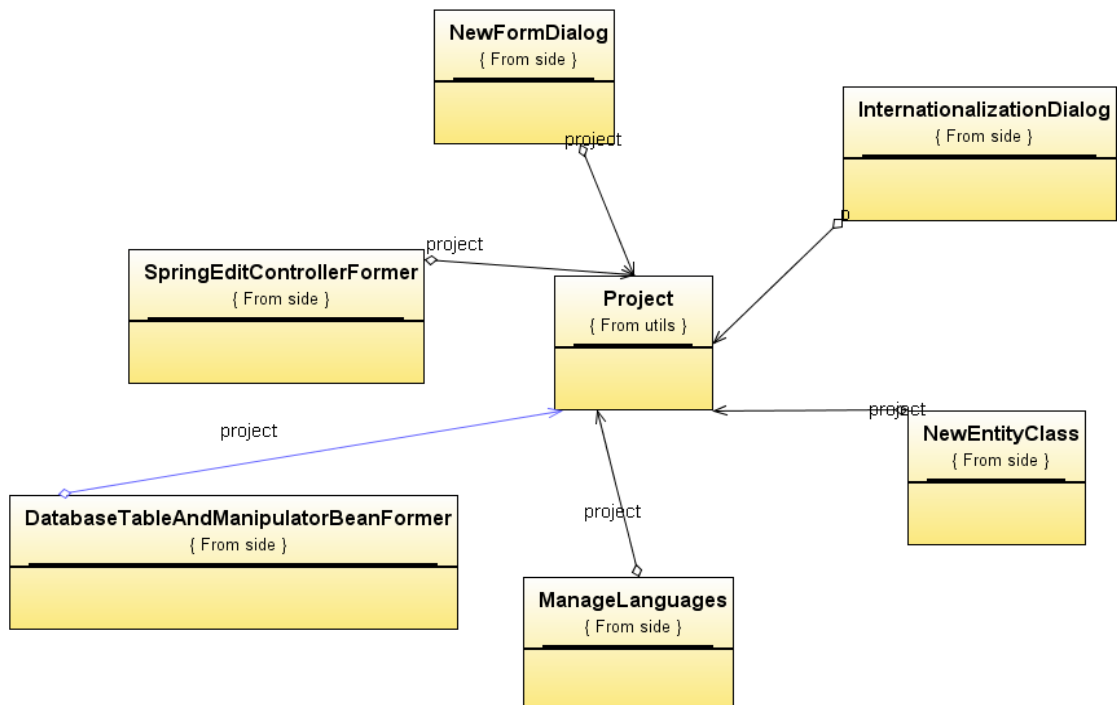 NewFormDialog
{ From side }
project
InternationalizationDialog
{ From side }
p
project
SpringEditControllerFormer
{ From side }
Project
{ From utils }
project
NewEntityClass
{ From side }
project
DatabaseTableAndManipulatorBeanFormer
{ From side }
project
ManageLanguages
{ From side }